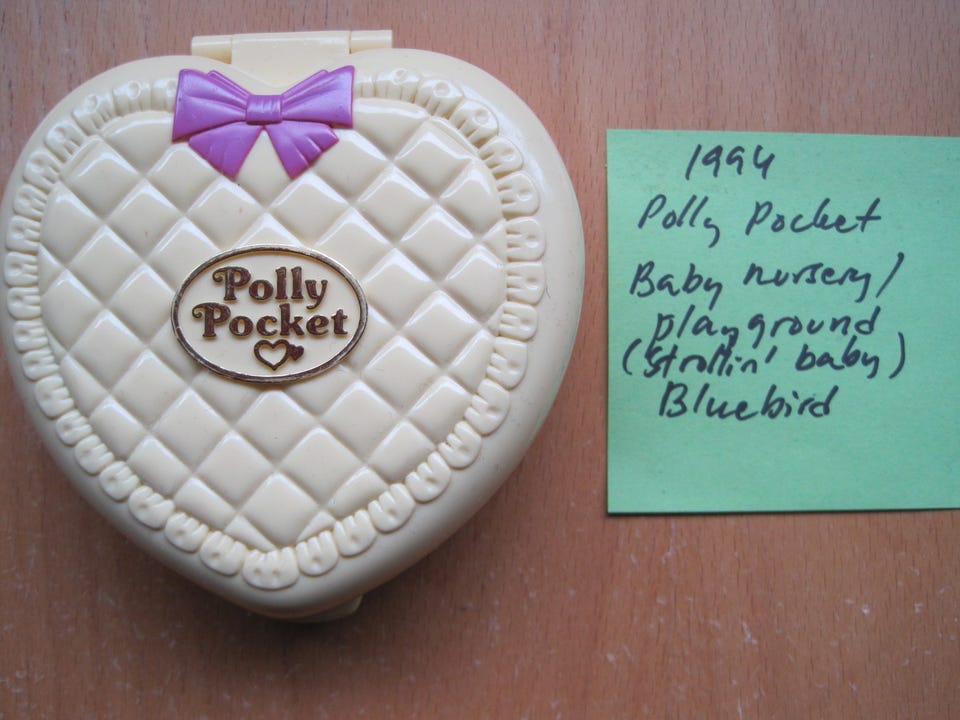 Polly
Pocket
1994
Polly Pocket
Baby nursery/
playground
(strollin' baby)
Bluebird